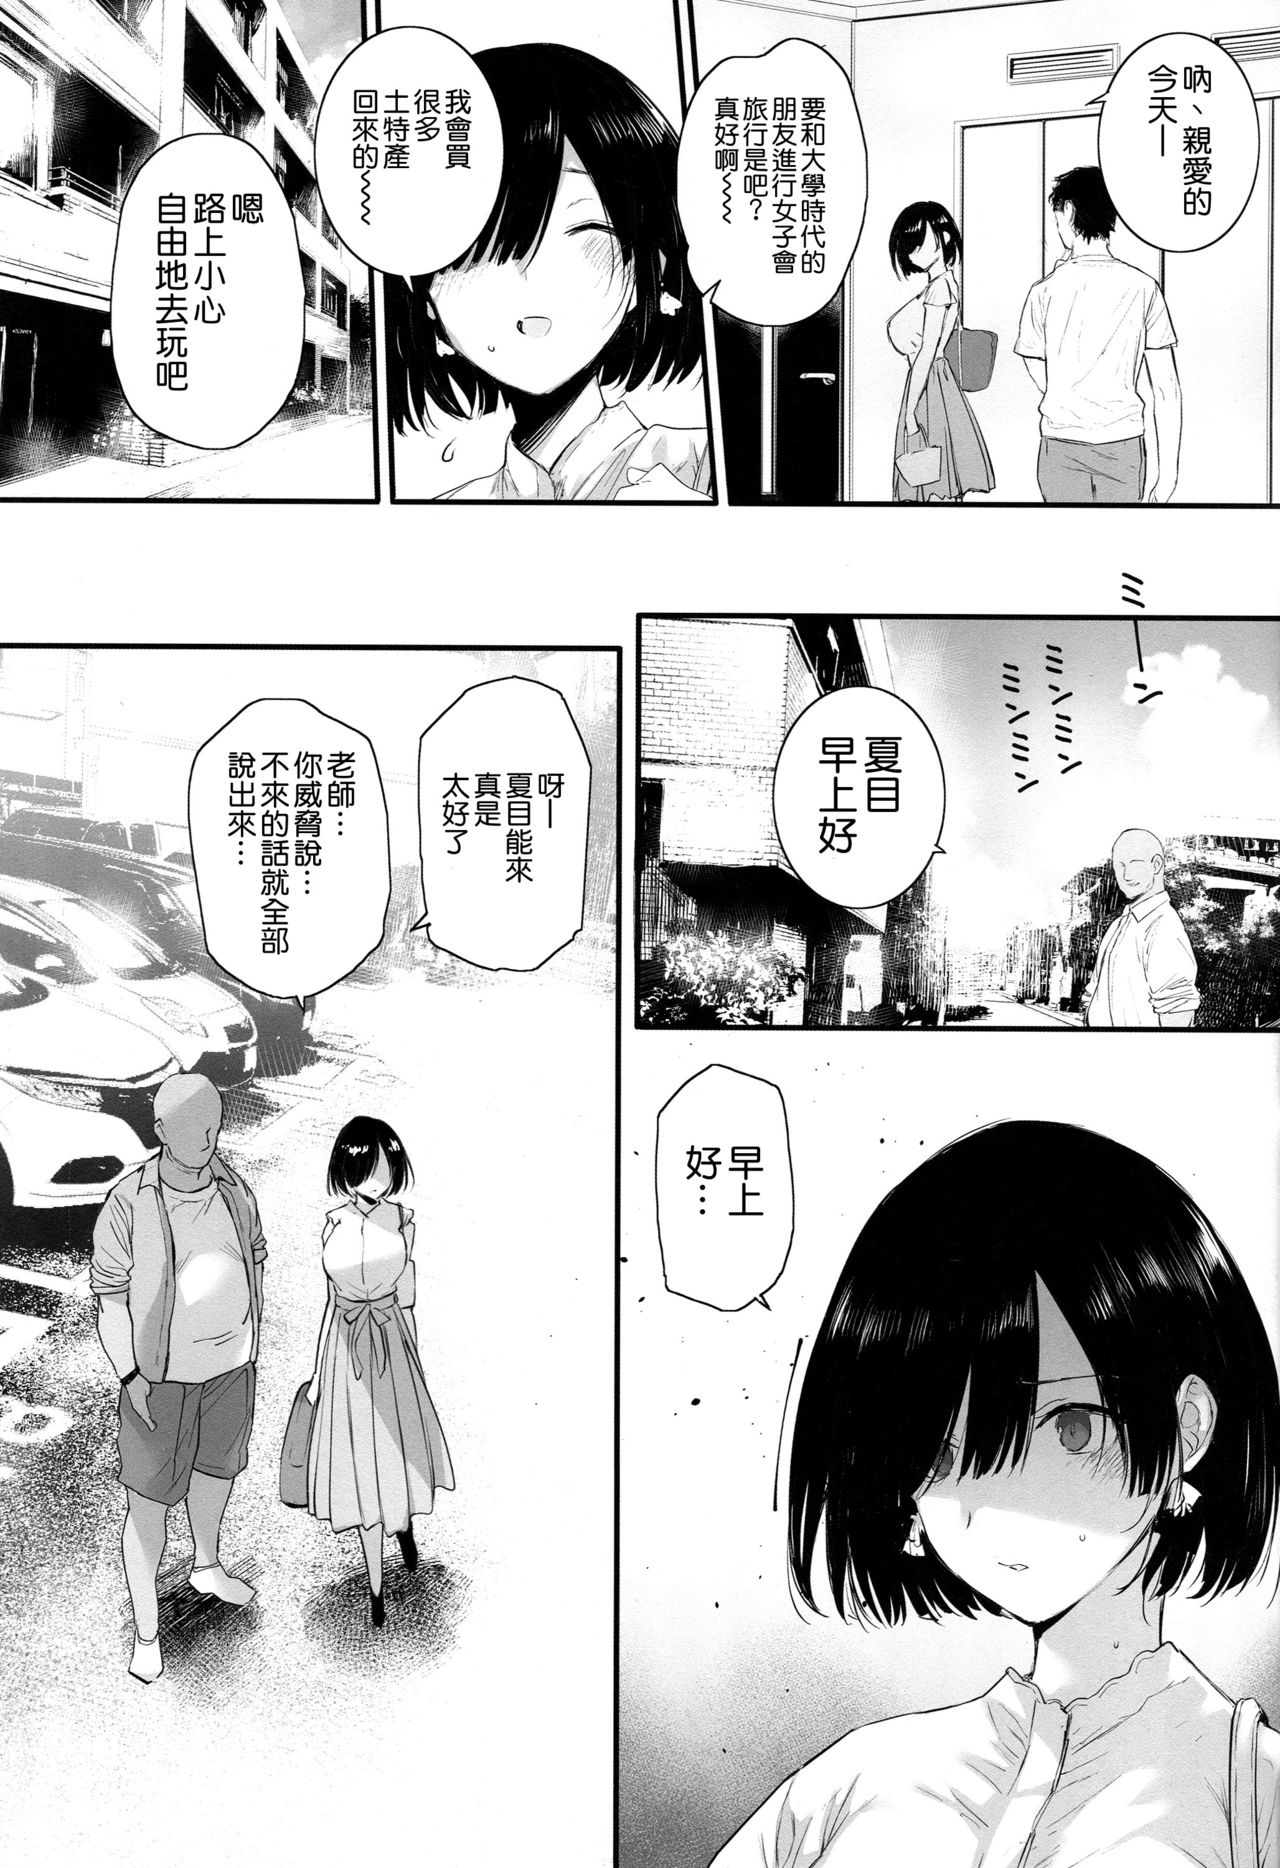 吶、親愛的
今天—
要和大學時代的
朋友進行女子會
旅行是吧？
真好啊～～
我會買
很多
土特產
回來的～～～
嗯
路上小心
自由地去玩吧
ミーンミンミンミン
夏目
早上好
早上
好…
呀—
夏目能來
真是
太好了
老師…
你威脅說…
不來的話就全部
說出來…